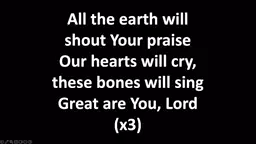 All the earth will
shout Your praise
Our hearts will cry,
these bones will sing
Great are You, Lord
(x3)